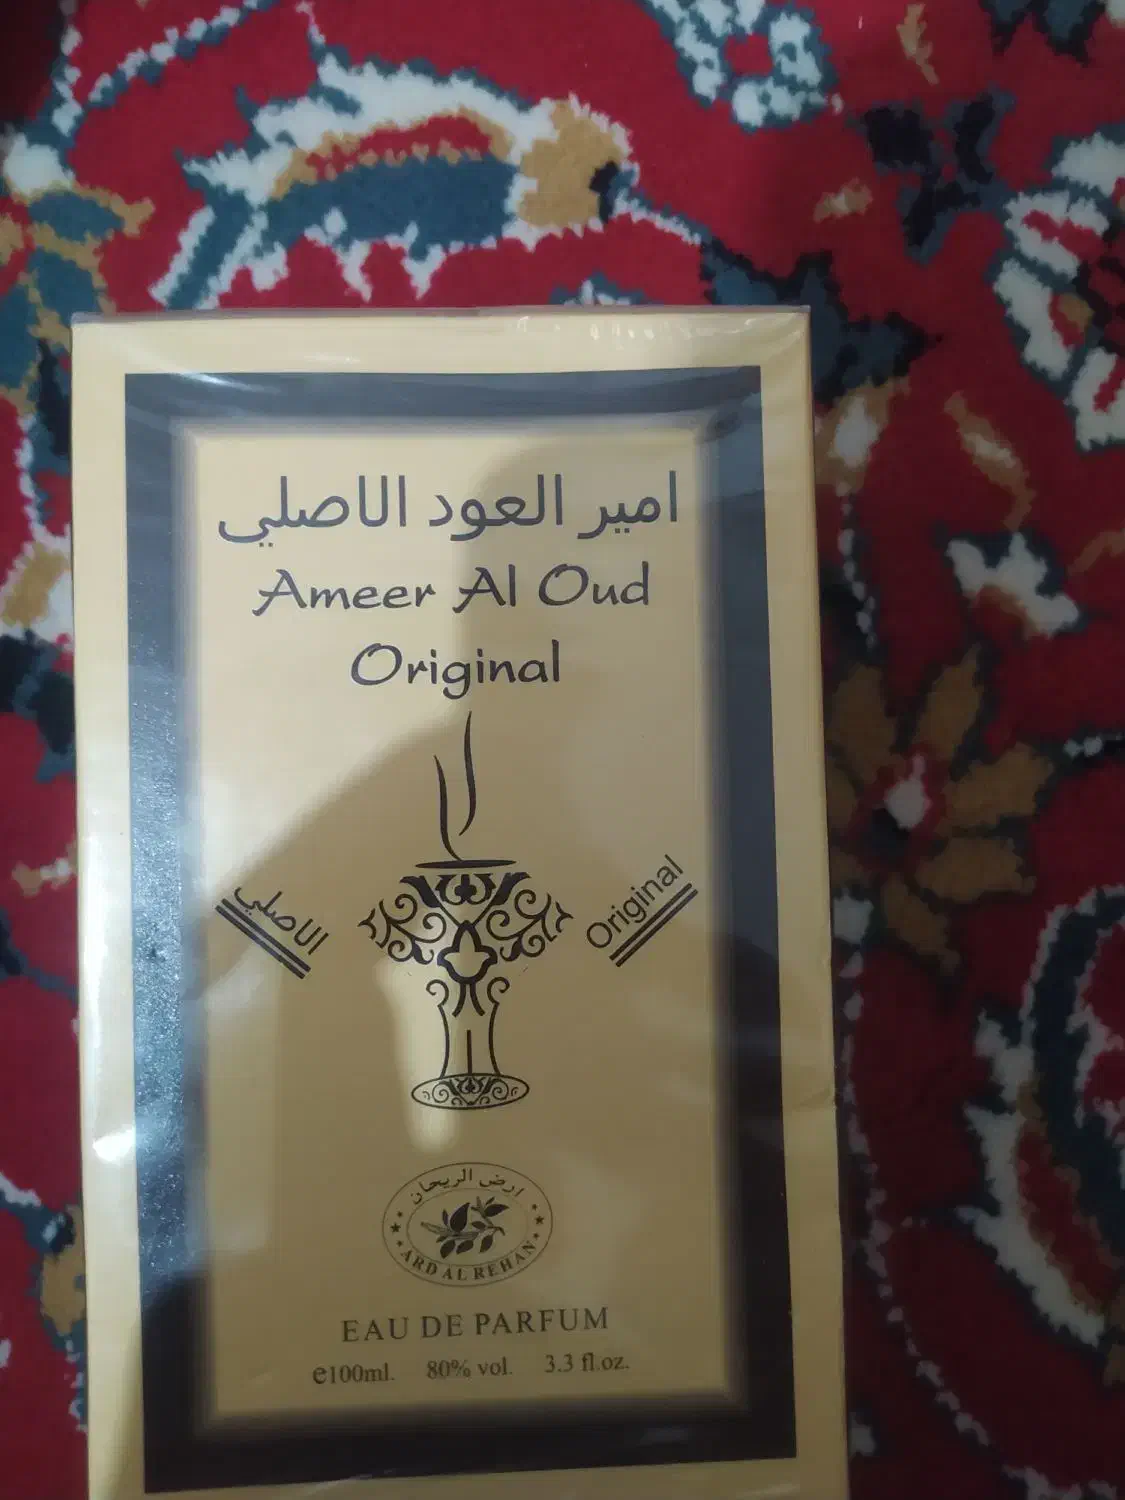 امير العود الاصلي
Ameer Al Oud
Original
الاصلي
Original
ارض الريحان
ARD AL REHAN
EAU DE PARFUM
e100ml. 80% vol. 3.3 fl.oz.